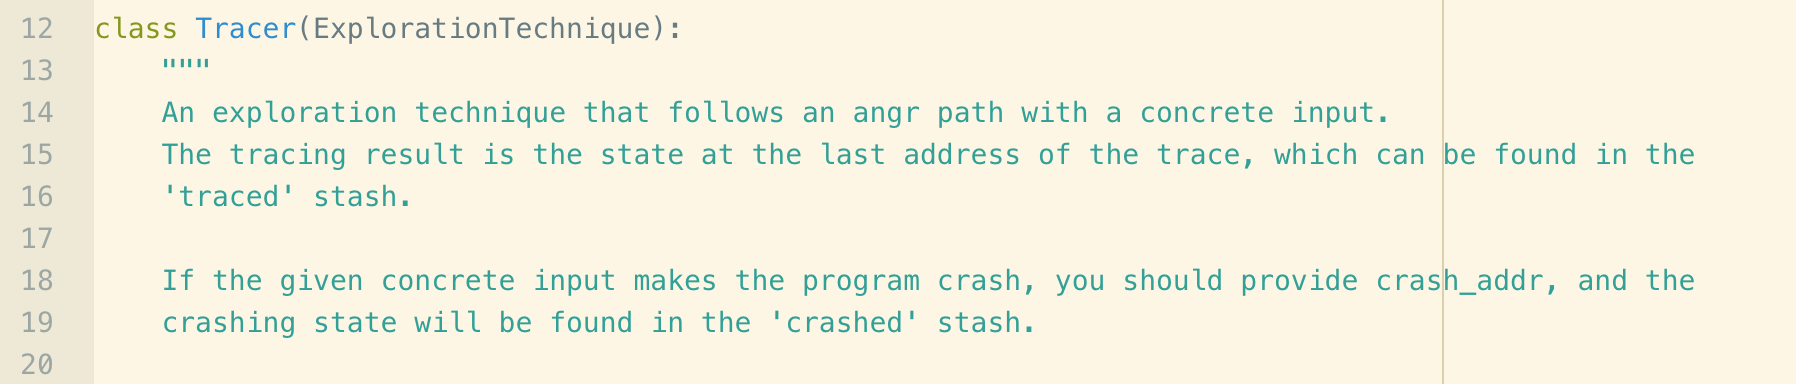 12 class Tracer(ExplorationTechnique):
13     """
14     An exploration technique that follows an angr path with a concrete input.
15     The tracing result is the state at the last address of the trace, which can be found in the
16     'traced' stash.
17
18     If the given concrete input makes the program crash, you should provide crash_addr, and the
19     crashing state will be found in the 'crashed' stash.
20